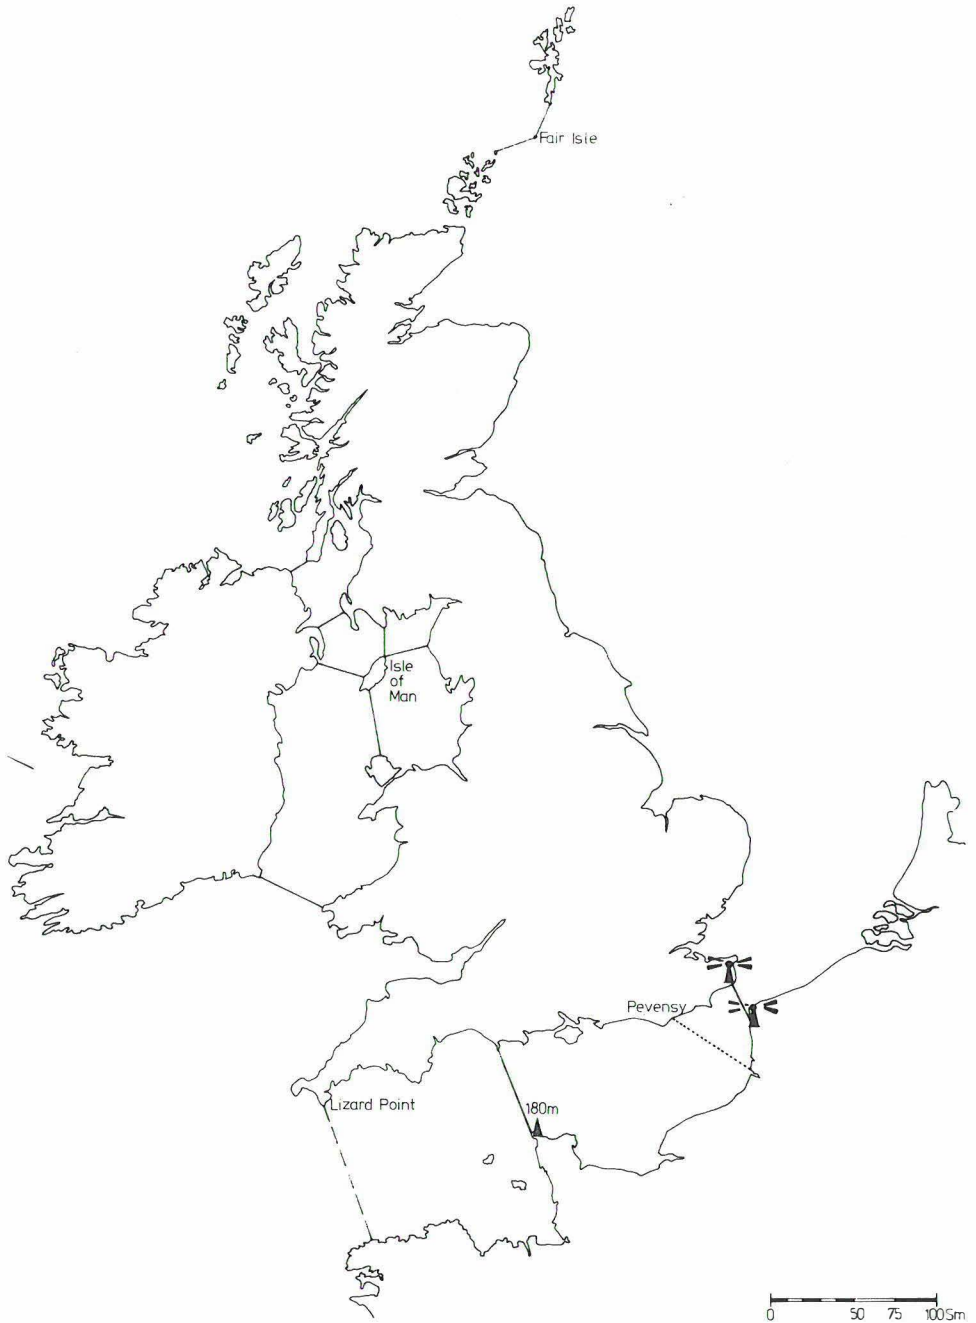 Fair Isle
Isle
of
Man
Pevensy
Lizard Point
180m
0 50 75 100Sm